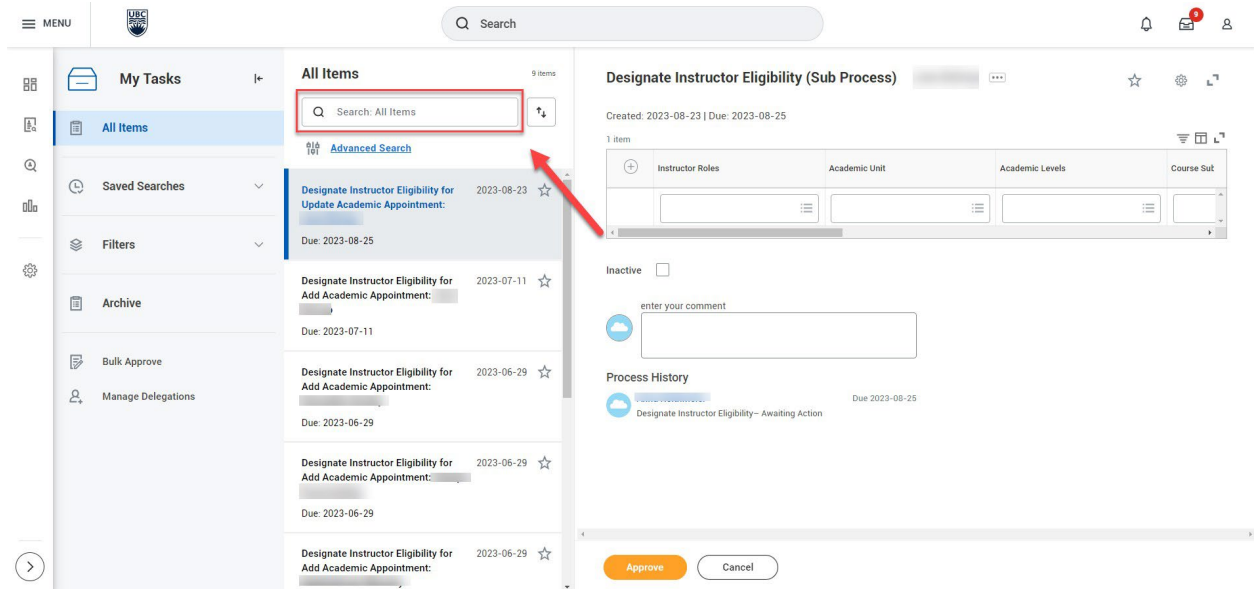 MENU
UBC
Search
9
My Tasks
All Items
Saved Searches
Filters
Archive
Bulk Approve
Manage Delegations
All Items
9 items
Search: All Items
Advanced Search
Designate Instructor Eligibility for 2023-08-23
Update Academic Appointment:
Due: 2023-08-25
Designate Instructor Eligibility for 2023-07-11
Add Academic Appointment:
Due: 2023-07-11
Designate Instructor Eligibility for 2023-06-29
Add Academic Appointment:
Due: 2023-06-29
Designate Instructor Eligibility for 2023-06-29
Add Academic Appointment:
Due: 2023-06-29
Designate Instructor Eligibility for 2023-06-29
Add Academic Appointment:
Designate Instructor Eligibility (Sub Process)
Created: 2023-08-23 | Due: 2023-08-25
1 item
Instructor Roles Academic Unit Academic Levels Course Sub
Inactive
enter your comment
Process History
Due 2023-08-25
Designate Instructor Eligibility– Awaiting Action
Approve Cancel